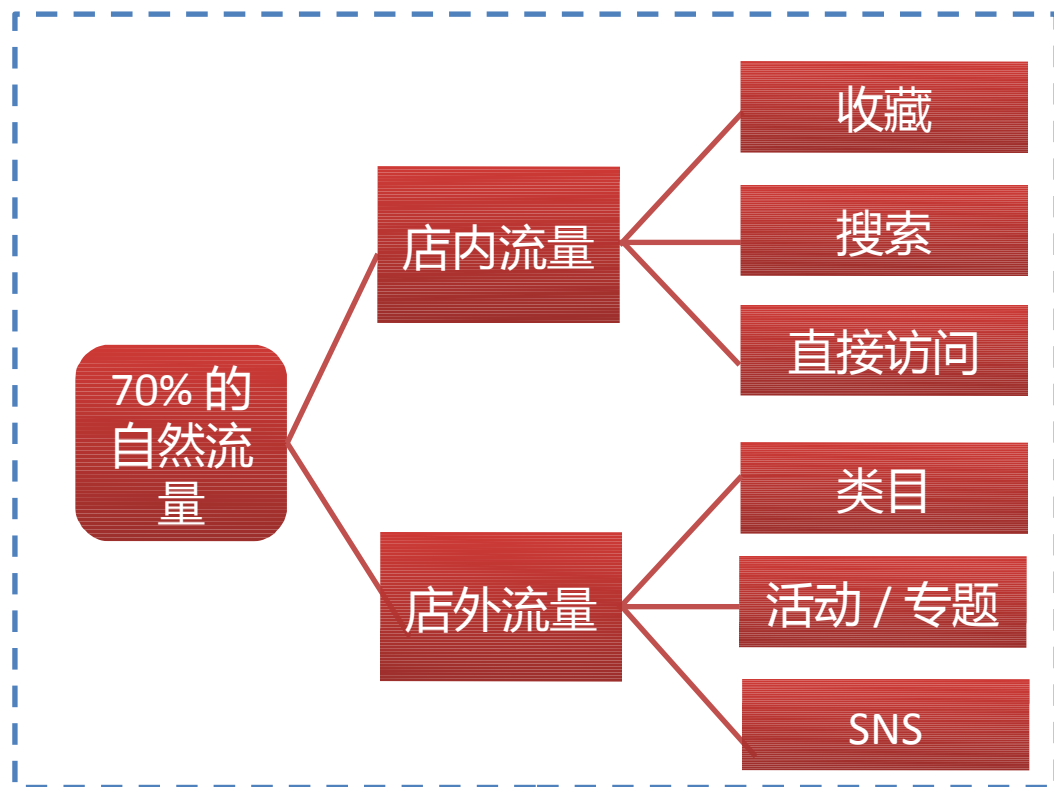 70% 的
自然流
量
店内流量
收藏
搜索
直接访问
店外流量
类目
活动 / 专题
SNS